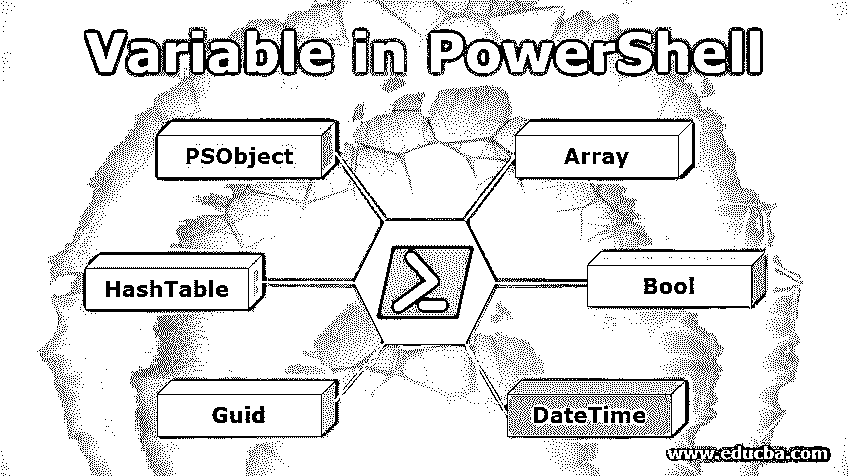 Variable in PowerShell
PSObject
Array
HashTable
Bool
Guid
DateTime
www.educba.com